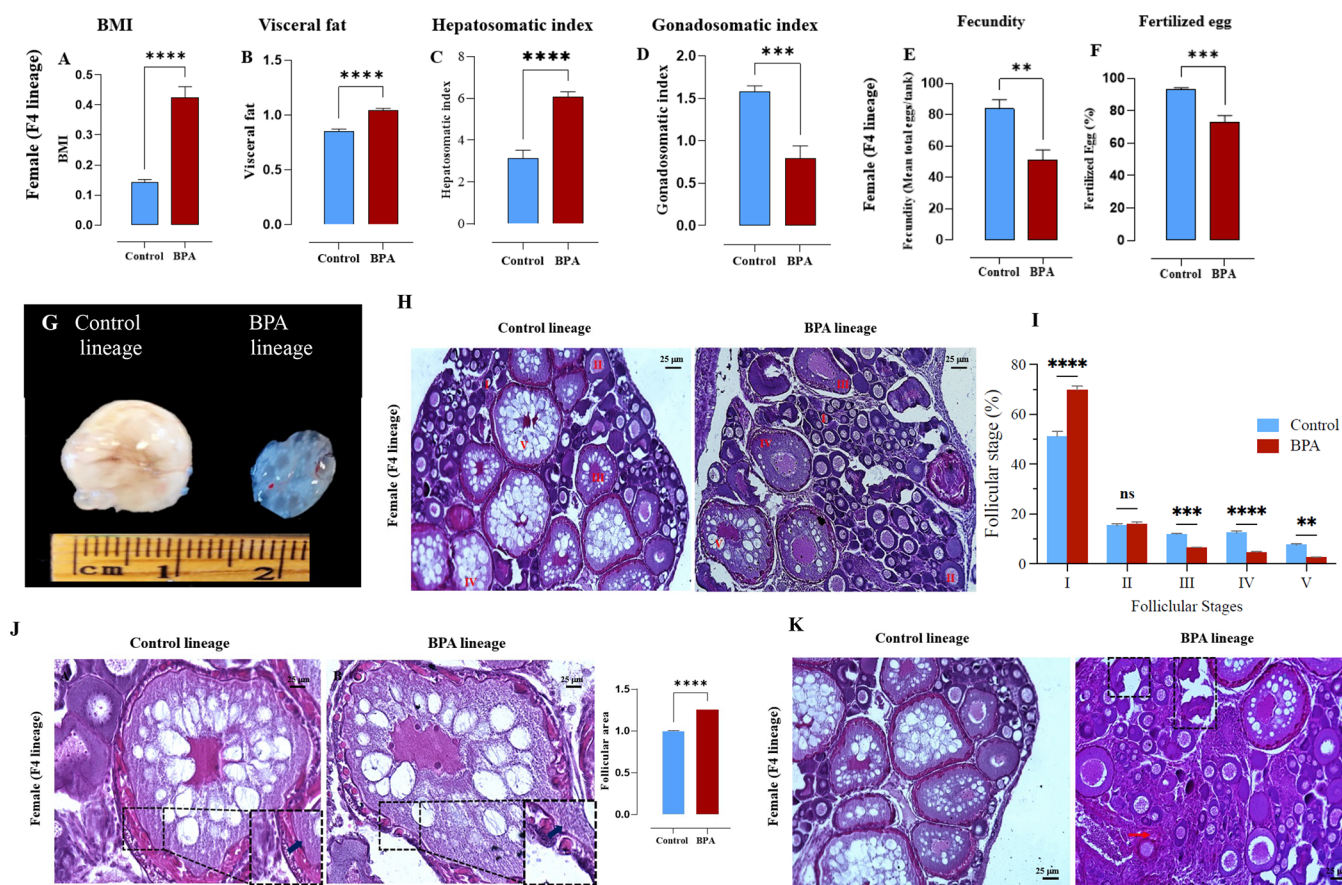 BMI
Visceral fat
Hepatosomatic index
Gonadosomatic index
Fecundity
Fertilized egg
Female (F4 lineage)
A
****
BMI
0.5
0.4
0.3
0.2
0.1
0.0
Control BPA
B
****
Visceral fat
1.5
1.0
0.5
0.0
Control BPA
C
****
Hepatosomatic index
8
6
4
2
0
Control BPA
D
***
Gonadosomatic index
2.0
1.5
1.0
0.5
0.0
Control BPA
Female (F4 lineage)
E
**
Fecundity (Mean total eggs/tank)
100
80
60
40
20
0
Control BPA
F
***
Fertilized Egg (%)
100
80
60
40
20
0
Control BPA
G
Control lineage
BPA lineage
cm 1 2
H
Control lineage
BPA lineage
Female (F4 lineage)
25 μm
I
II
III
IV
V
25 μm
I
II
III
IV
V
I
Follicular stage (%)
80
60
40
20
0
****
ns
***
****
**
Control
BPA
I II III IV V
Folliclular Stages
J
Control lineage
BPA lineage
Female (F4 lineage)
25 μm
B
25 μm
Follicular area
1.5
1.0
0.5
0.0
****
Control BPA
K
Control lineage
BPA lineage
Female (F4 lineage)
25 μm
25